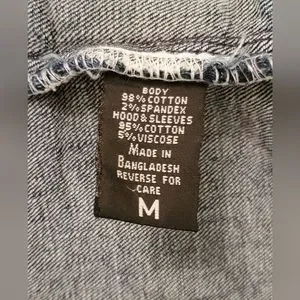 BODY
98% COTTON
2% SPANDEX
HOOD & SLEEVES
95% COTTON
5% VISCOSE
MADE IN
BANGLADESH
REVERSE FOR
CARE
M